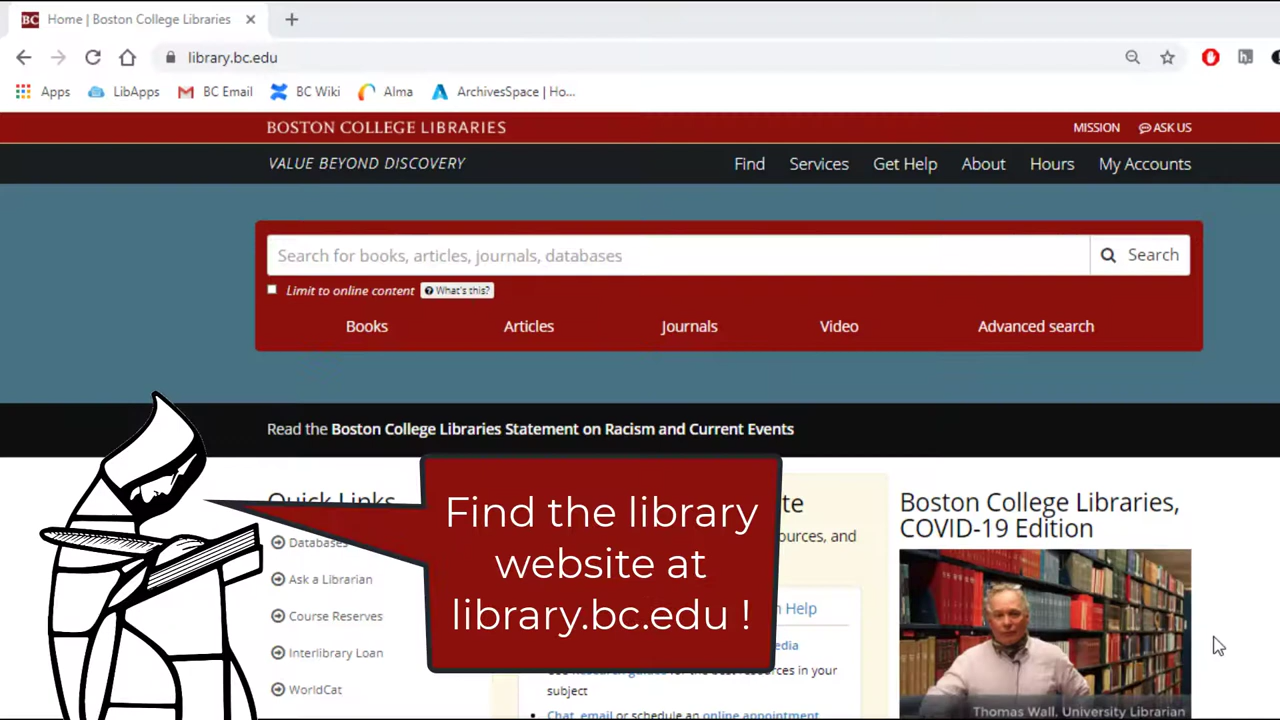 BC Home | Boston College Libraries
library.bc.edu
Apps LibApps BC Email BC Wiki Alma ArchivesSpace | Ho...
BOSTON COLLEGE LIBRARIES MISSION ASK US
VALUE BEYOND DISCOVERY Find Services Get Help About Hours My Accounts
Search for books, articles, journals, databases Search
Limit to online content What's this?
Books Articles Journals Video Advanced search
Read the Boston College Libraries Statement on Racism and Current Events
Find the library
website at
library.bc.edu !
Quick Links
Databases
Ask a Librarian
Course Reserves
Interlibrary Loan
WorldCat
and
Help
for the best resources in your
subject
Chat, email or schedule an online appointment
Boston College Libraries,
COVID-19 Edition
Thomas Wall, University Librarian